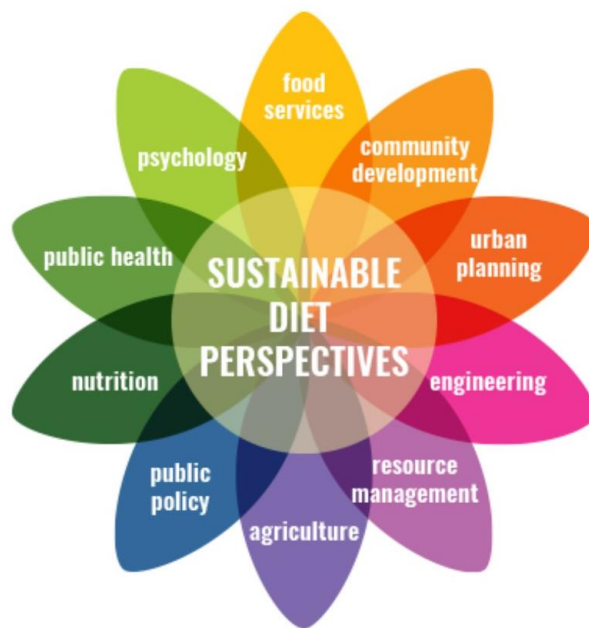 food
services
community
development
urban
planning
engineering
resource
management
agriculture
public
policy
nutrition
public health
psychology
SUSTAINABLE
DIET
PERSPECTIVES